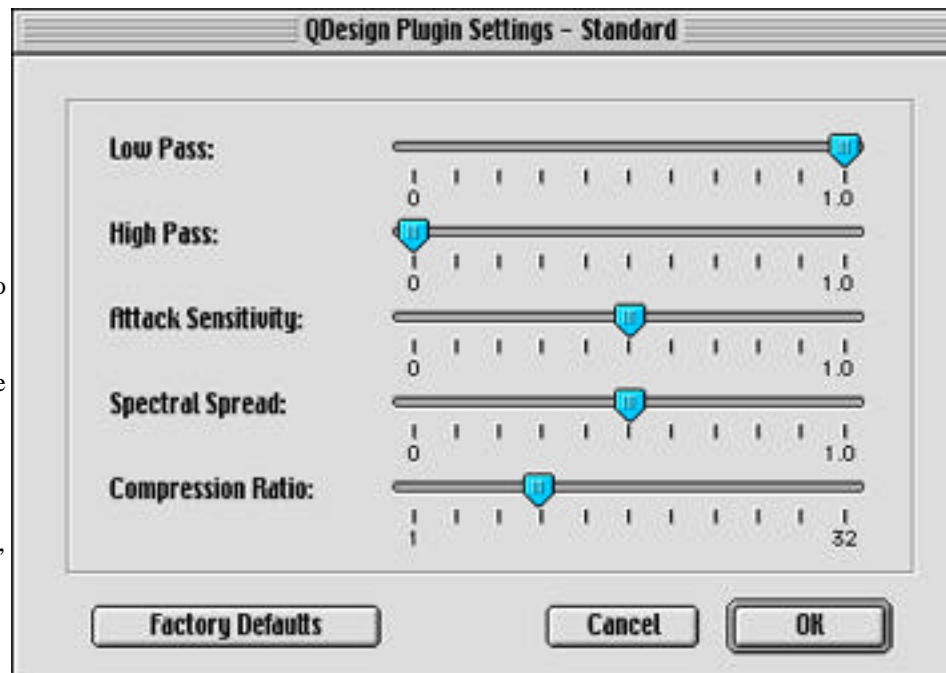 QDesign Plugin Settings – Standard
Low Pass:
0 1.0
High Pass:
0 1.0
o
Attack Sensitivity:
0 1.0
e
Spectral Spread:
0 1.0
Compression Ratio:
1 32
,
Factory Defaults Cancel OK